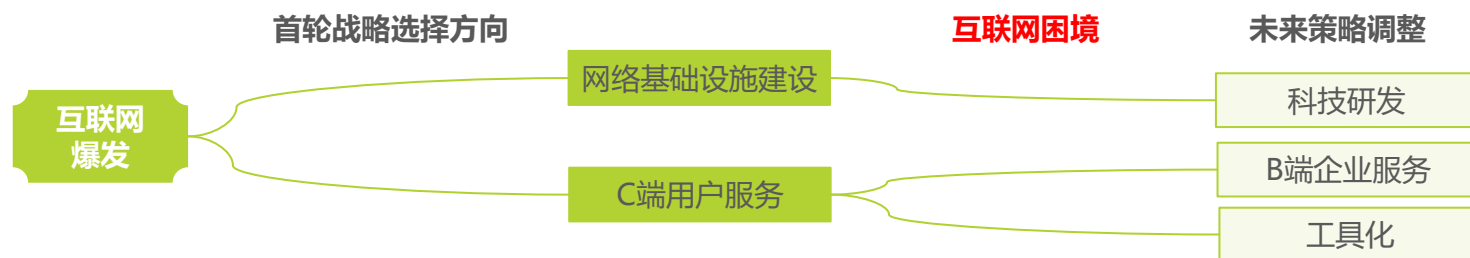 首轮战略选择方向
互联网困境
未来策略调整
互联网
爆发
网络基础设施建设
C端用户服务
科技研发
B端企业服务
工具化